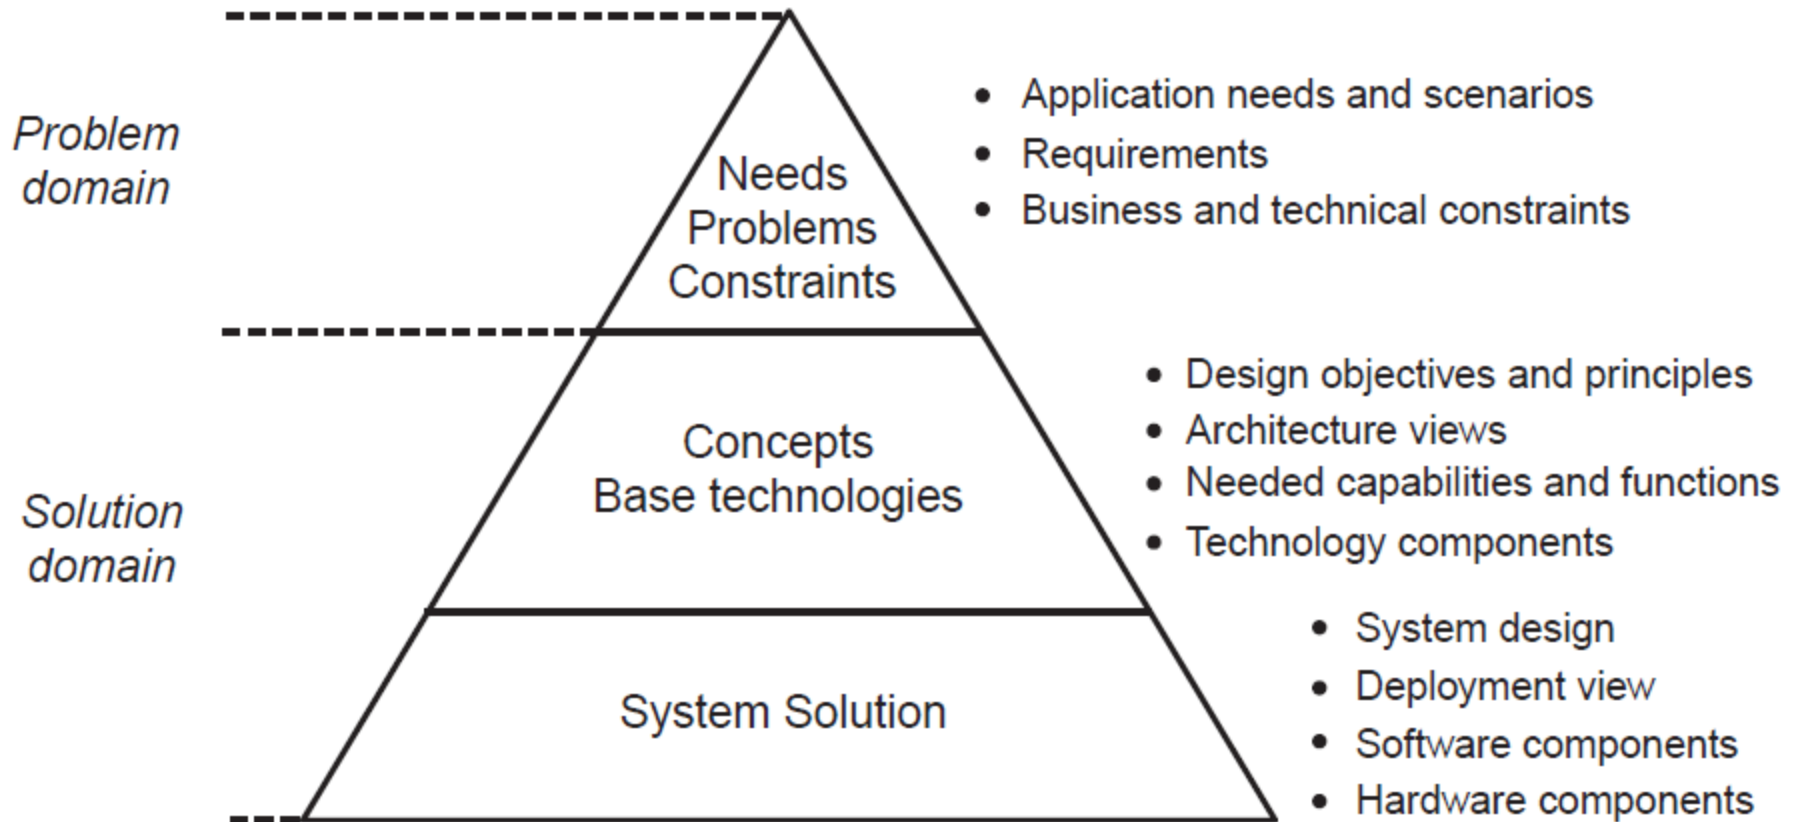 Problem
domain
Needs
Problems
Constraints
• Application needs and scenarios
• Requirements
• Business and technical constraints
Solution
domain
Concepts
Base technologies
• Design objectives and principles
• Architecture views
• Needed capabilities and functions
• Technology components
System Solution
• System design
• Deployment view
• Software components
• Hardware components